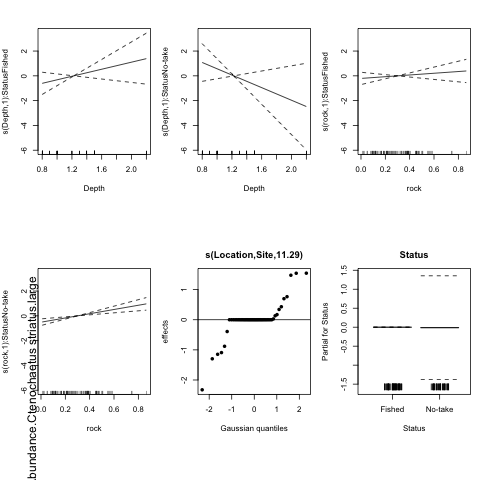 s(Depth,1):StatusFished
2
0
-2
-4
-6
0.8 1.2 1.6 2.0
Depth
s(Depth,1):StatusNo-take
2
0
-2
-4
-6
0.8 1.2 1.6 2.0
Depth
s(rock,1):StatusFished
2
0
-2
-4
-6
0.0 0.2 0.4 0.6 0.8
rock
s(rock,1):StatusNo-take
2
0
-2
-4
-6
0.0 0.2 0.4 0.6 0.8
rock
bundance.Ctenochaetus striatus.large
s(Location,Site,11.29)
effects
1
0
-1
-2
-2 -1 0 1 2
Gaussian quantiles
Status
Partial for Status
1.5
1.0
0.5
0.0
-0.5
-1.5
Fished No-take
Status